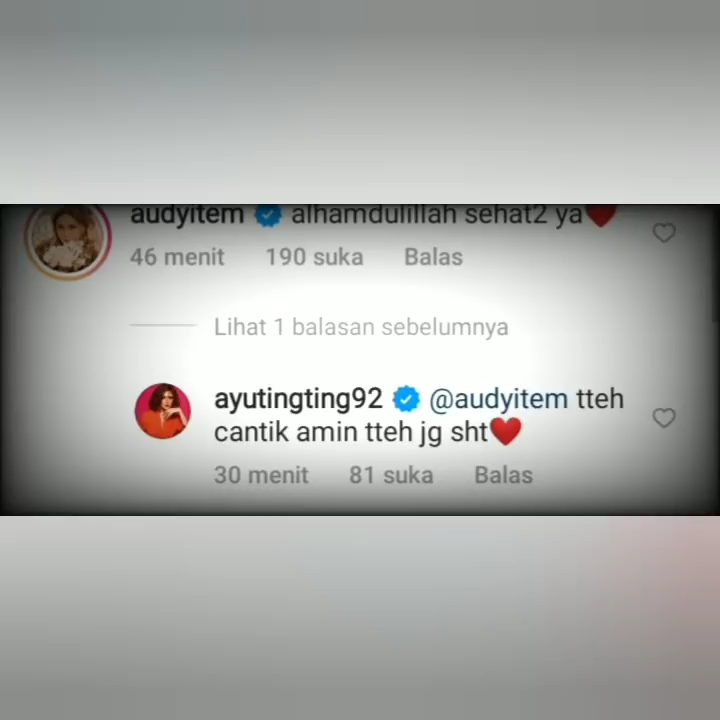 audyitem alhamdulillah sehat2 ya❤️
46 menit 190 suka Balas
Lihat 1 balasan sebelumnya
ayutingting92 @audyitem tteh
cantik amin tteh jg sht❤️
30 menit 81 suka Balas